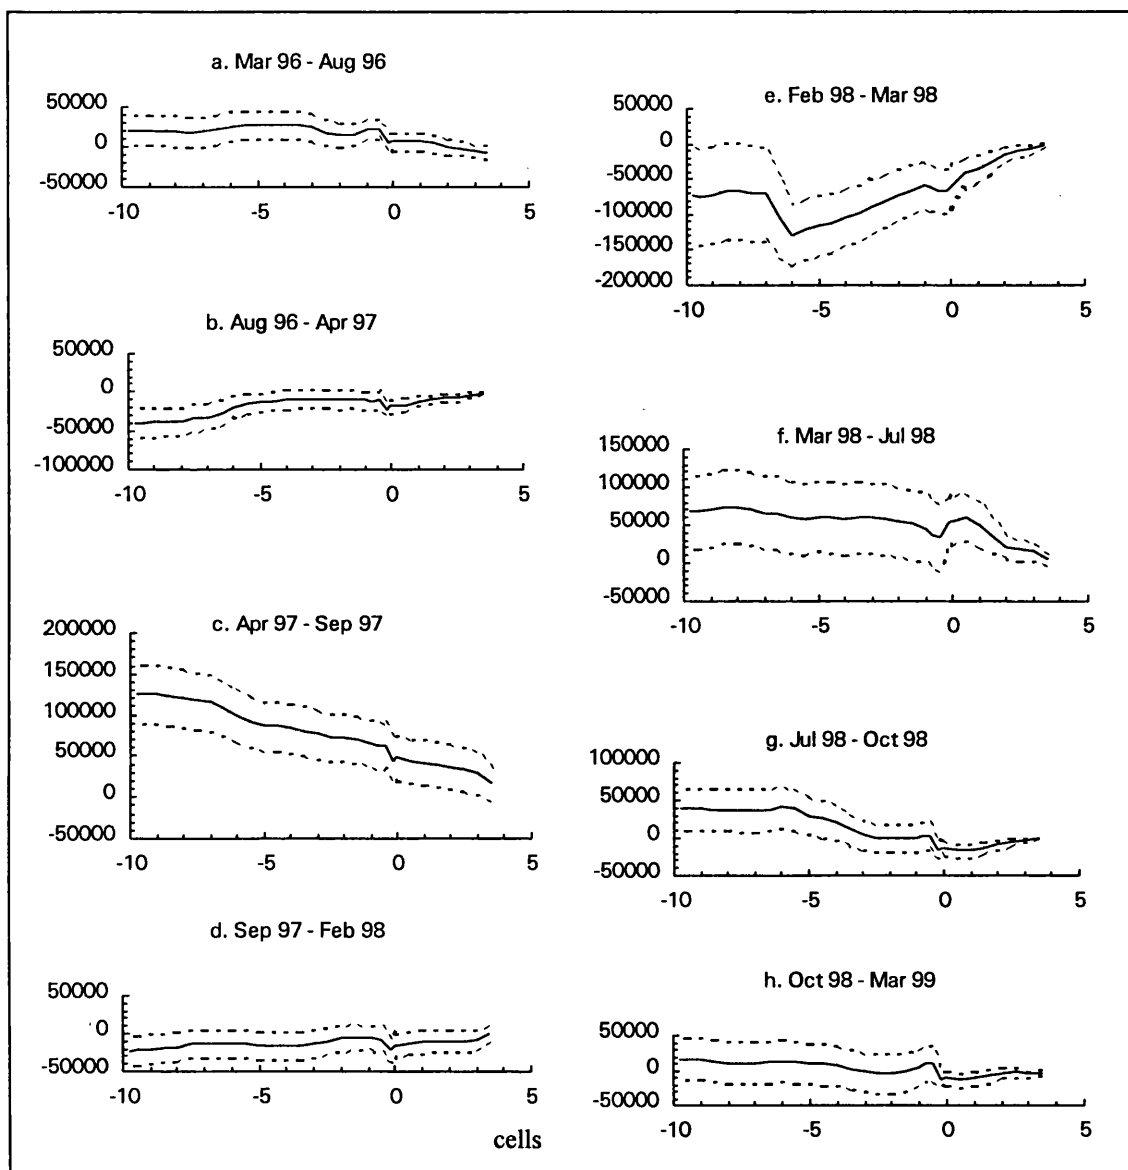 a. Mar 96 - Aug 96
50000
0
-50000
-10 -5 0 5
b. Aug 96 - Apr 97
50000
0
-50000
-100000
-10 -5 0 5
c. Apr 97 - Sep 97
200000
150000
100000
50000
0
-50000
-10 -5 0 5
d. Sep 97 - Feb 98
50000
0
-50000
-10 -5 0 5
cells
e. Feb 98 - Mar 98
50000
0
-50000
-100000
-150000
-200000
-10 -5 0 5
f. Mar 98 - Jul 98
150000
100000
50000
0
-50000
-10 -5 0 5
g. Jul 98 - Oct 98
100000
50000
0
-50000
-10 -5 0 5
h. Oct 98 - Mar 99
50000
0
-50000
-10 -5 0 5